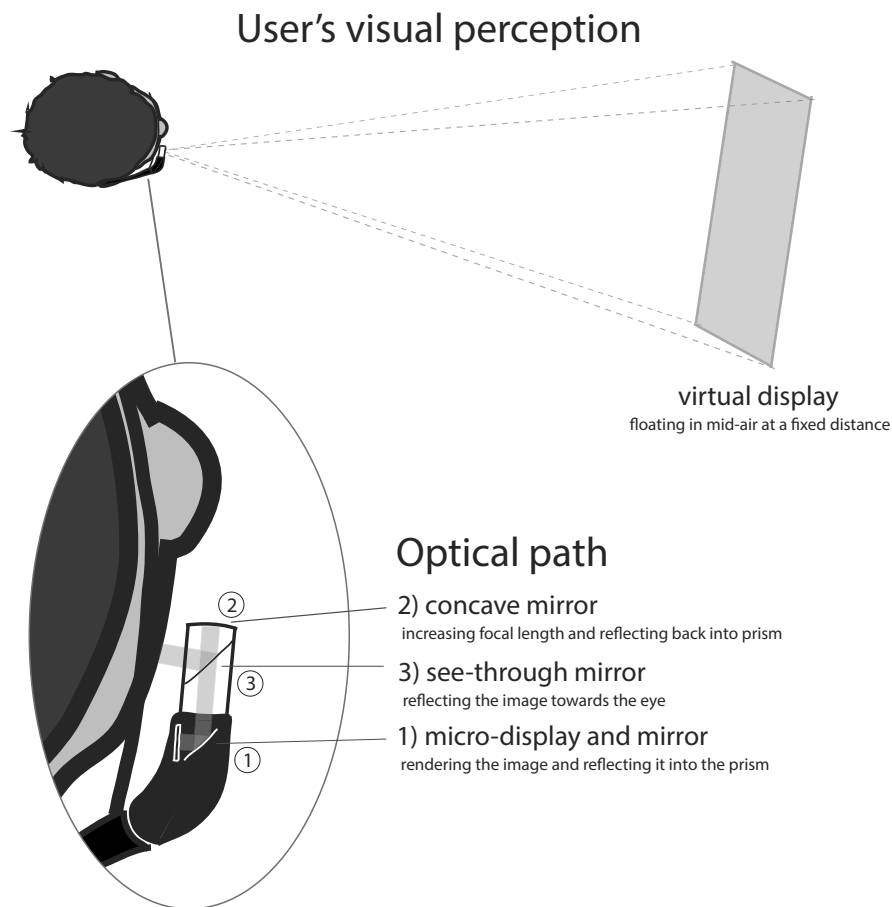 User’s visual perception
virtual display
floating in mid-air at a fixed distance
Optical path
2
2) concave mirror
increasing focal length and reflecting back into prism
3) see-through mirror
3
reflecting the image towards the eye
1) micro-display and mirror
1
rendering the image and reflecting it into the prism